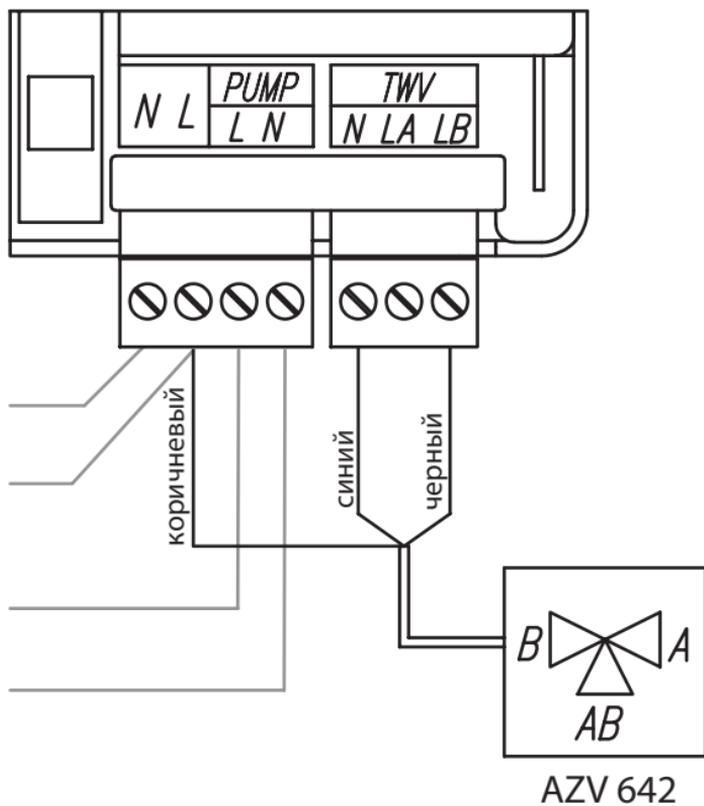 N L
PUMP
L N
TWV
N LA LB
коричневый
синий
черный
B
A
AB
AZV 642